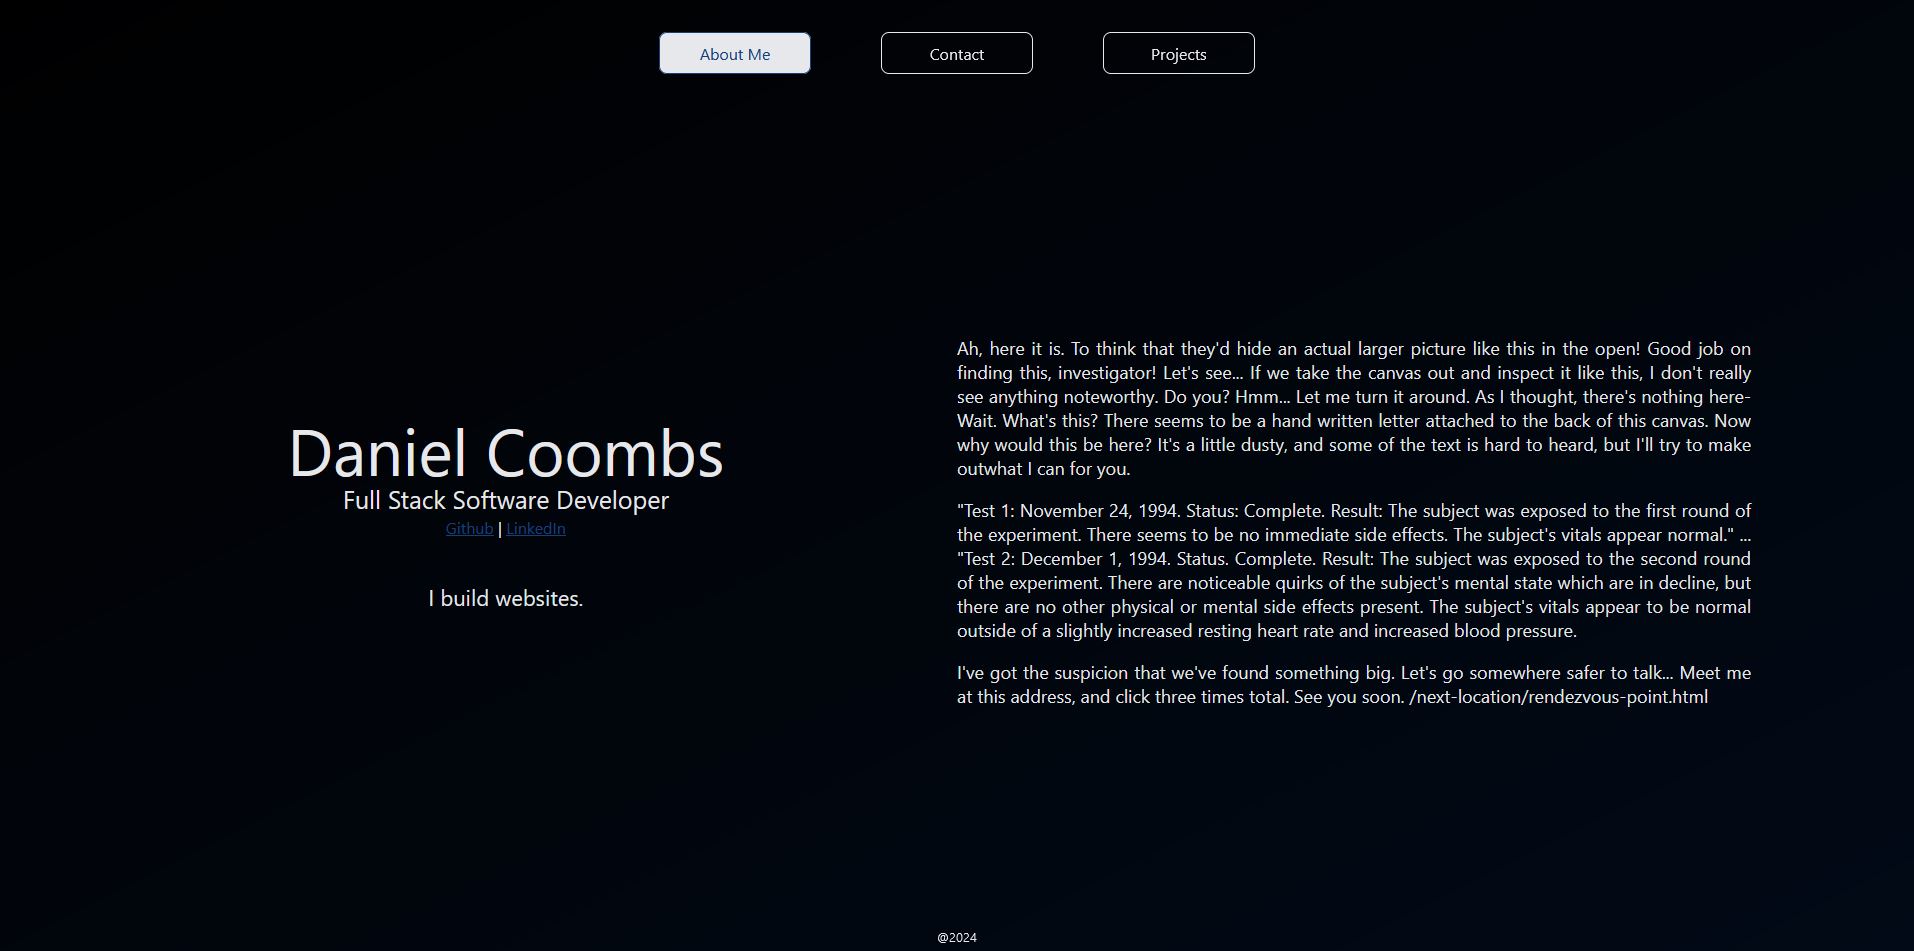 About Me
Contact
Projects
Daniel Coombs
Full Stack Software Developer
Github | LinkedIn
I build websites.
Ah, here it is. To think that they'd hide an actual larger picture like this in the open! Good job on
finding this, investigator! Let's see... If we take the canvas out and inspect it like this, I don't really
see anything noteworthy. Do you? Hmm... Let me turn it around. As I thought, there's nothing here-
Wait. What's this? There seems to be a hand written letter attached to the back of this canvas. Now
why would this be here? It's a little dusty, and some of the text is hard to heard, but I'll try to make
outwhat I can for you.
"Test 1: November 24, 1994. Status: Complete. Result: The subject was exposed to the first round of
the experiment. There seems to be no immediate side effects. The subject's vitals appear normal." ...
"Test 2: December 1, 1994. Status. Complete. Result: The subject was exposed to the second round
of the experiment. There are noticeable quirks of the subject's mental state which are in decline, but
there are no other physical or mental side effects present. The subject's vitals appear to be normal
outside of a slightly increased resting heart rate and increased blood pressure.
I've got the suspicion that we've found something big. Let's go somewhere safer to talk... Meet me
at this address, and click three times total. See you soon. /next-location/rendezvous-point.html
@2024